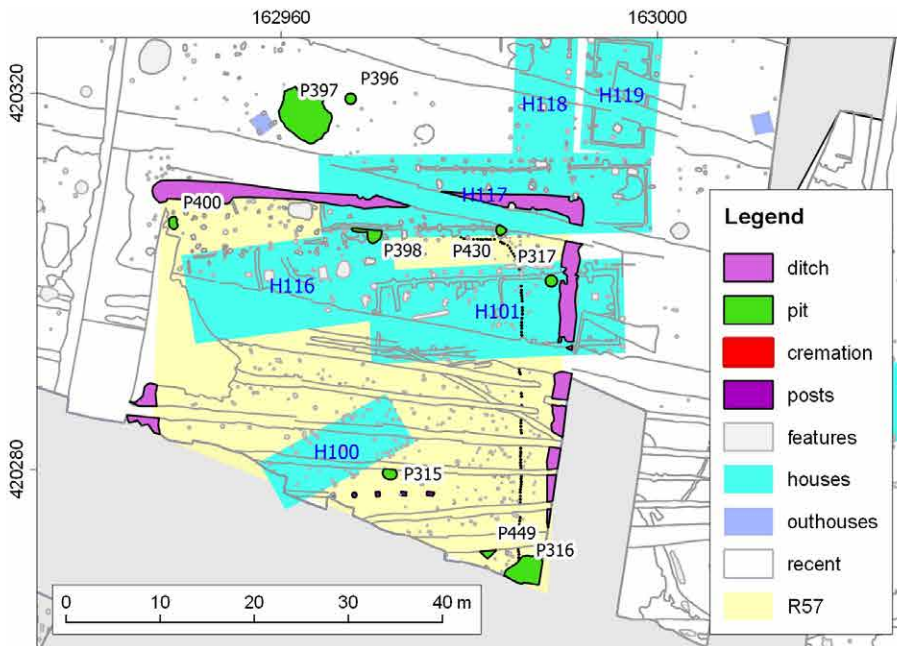 162960
163000
420320
420280
P397
P396
H118
H119
H117
P400
P398
P430
P317
H116
H101
H100
P315
P449
P316
0
10
20
30
40 m
Legend
ditch
pit
cremation
posts
features
houses
outhouses
recent
R57